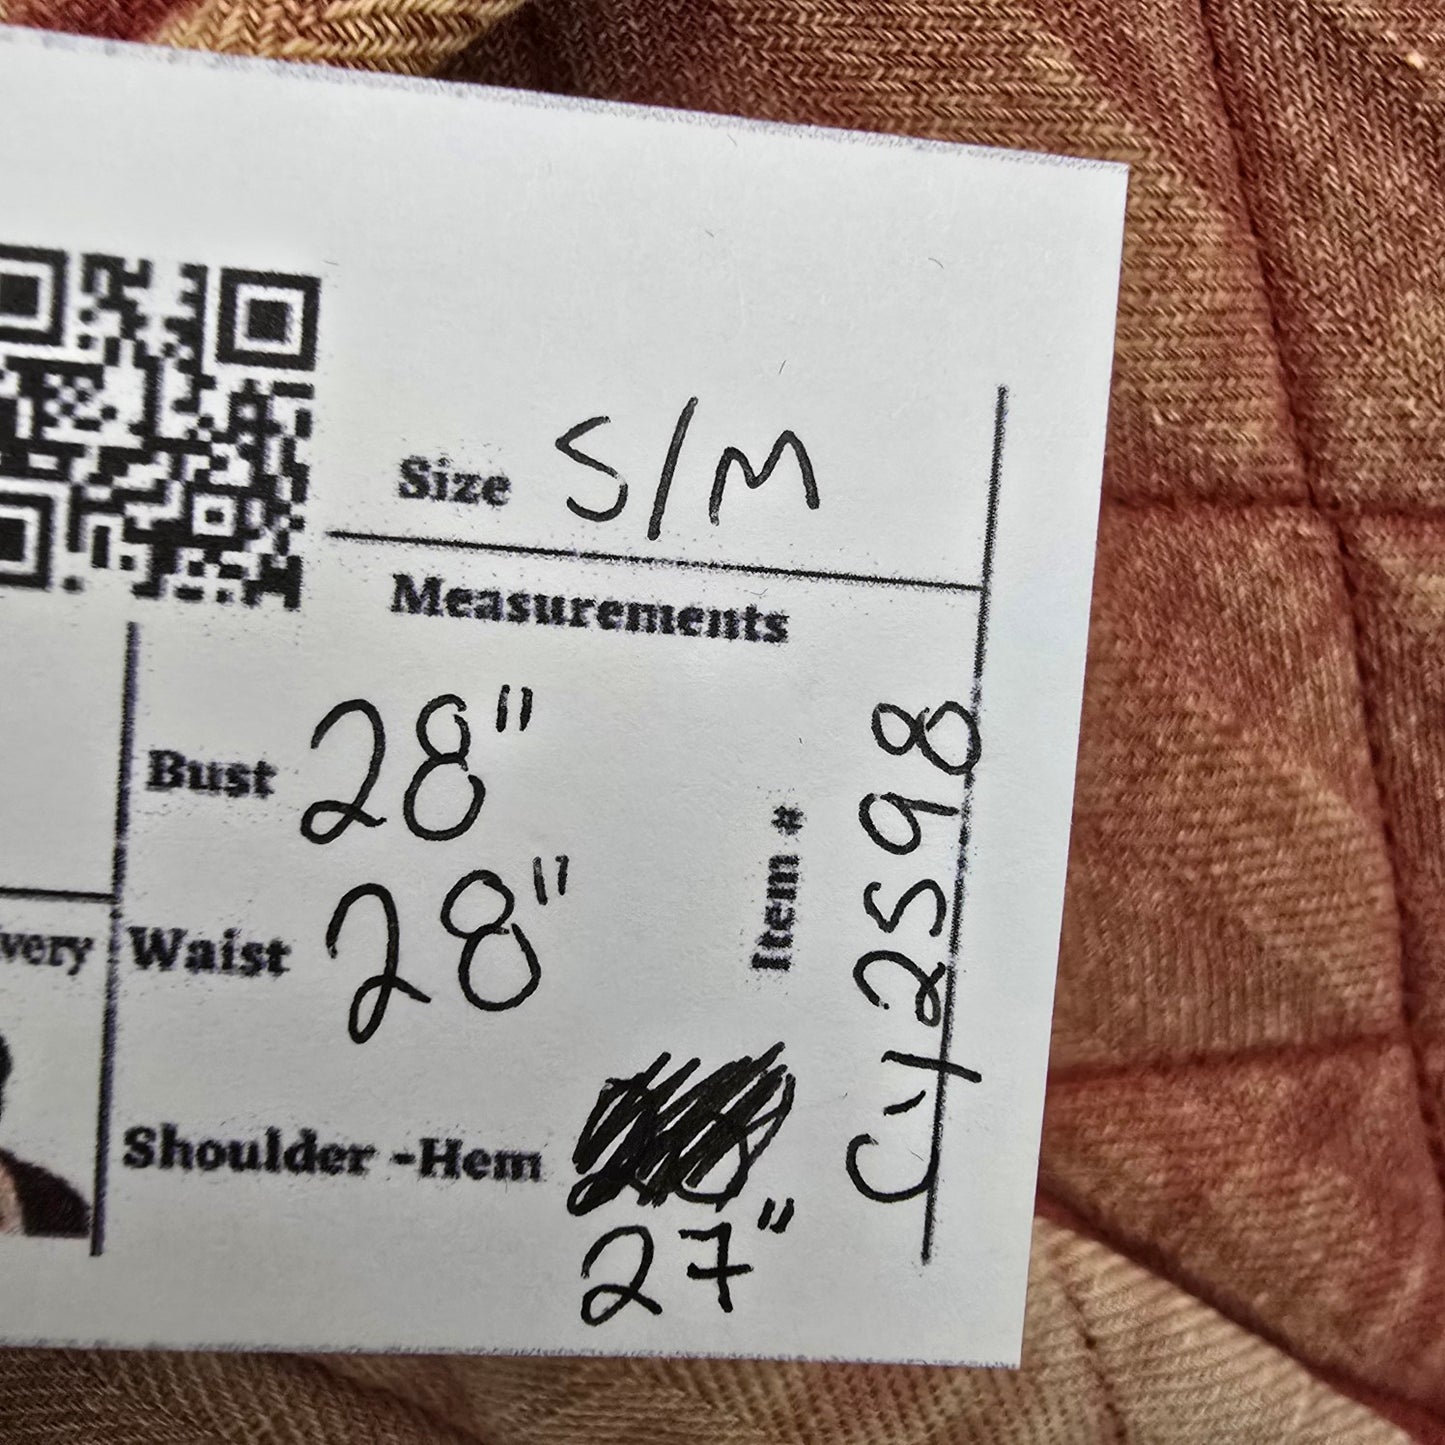 Size S/M
Measurements
Bust 28"
Waist 28"
Shoulder -Hem
27"
Item # CY2598
very